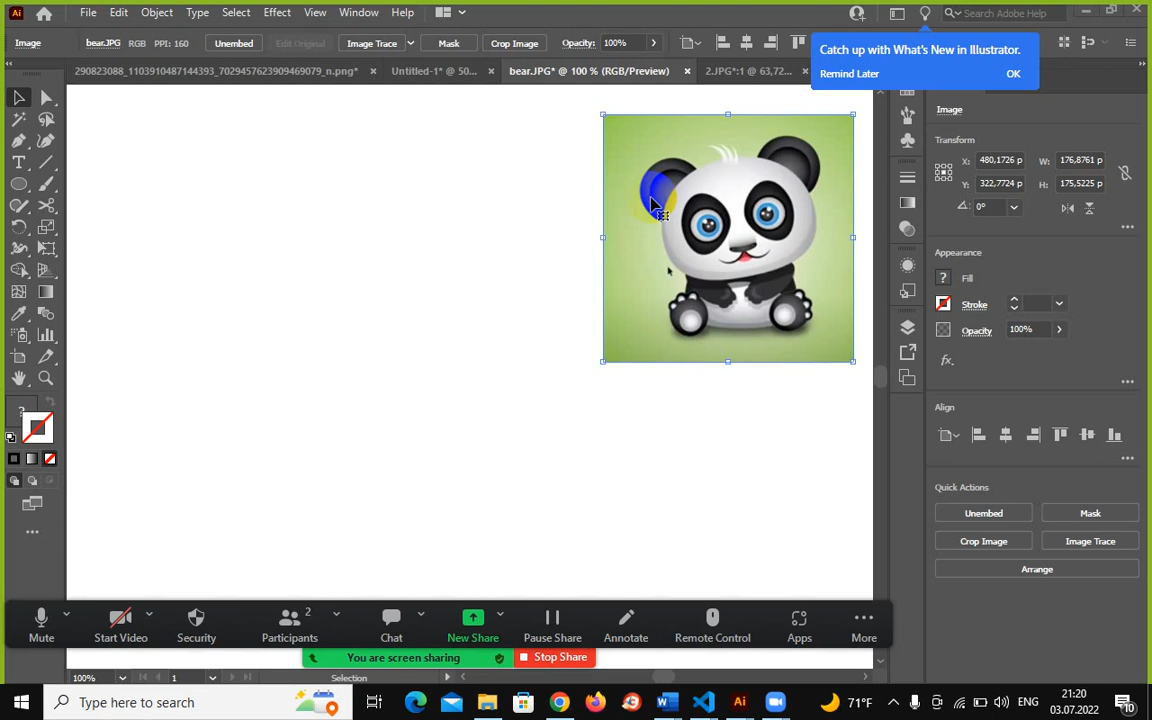 Ai File Edit Object Type Select Effect View Window Help Search Adobe Help
Image bear.JPG RGB PPI: 160 Unembed Edit Original Image Trace Mask Crop Image Opacity: 100%
Catch up with What's New in Illustrator.
Remind Later OK
290823088_1103910487144393_7029457623909469079_n.png* × Untitled-1* @ 50... × bear.JPG* @ 100 % (RGB/Preview) × 2.JPG*:1 @ 63,72... ×
Image
Transform
X: 480,1726 p W: 176,8761 p
Y: 322,7724 p H: 175,5225 p
0°
Appearance
? Fill
Stroke
Opacity 100%
fx.
Align
?
Quick Actions
Unembed Mask
Crop Image Image Trace
Arrange
2
Mute Start Video Security Participants Chat New Share Pause Share Annotate Remote Control Apps More
You are screen sharing Stop Share
100% 1 Selection
Type here to search Ai 71°F ENG 21:20
03.07.2022 10